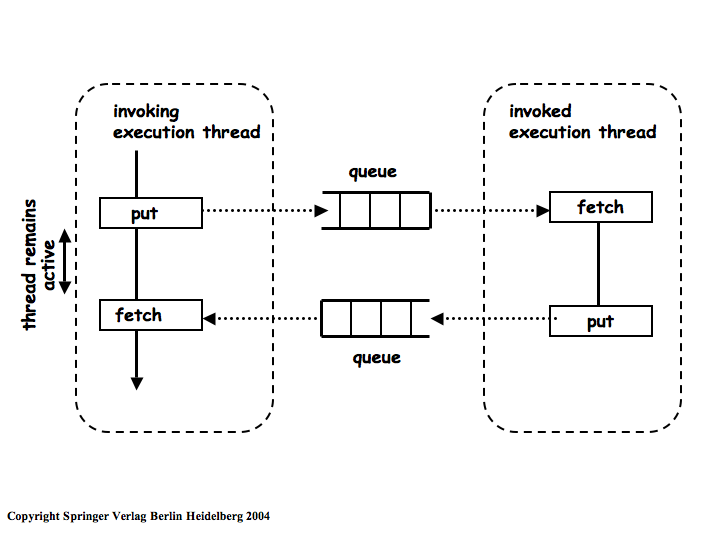 invoking
execution thread
invoked
execution thread
queue
put
fetch
thread remains
active
fetch
put
queue
Copyright Springer Verlag Berlin Heidelberg 2004